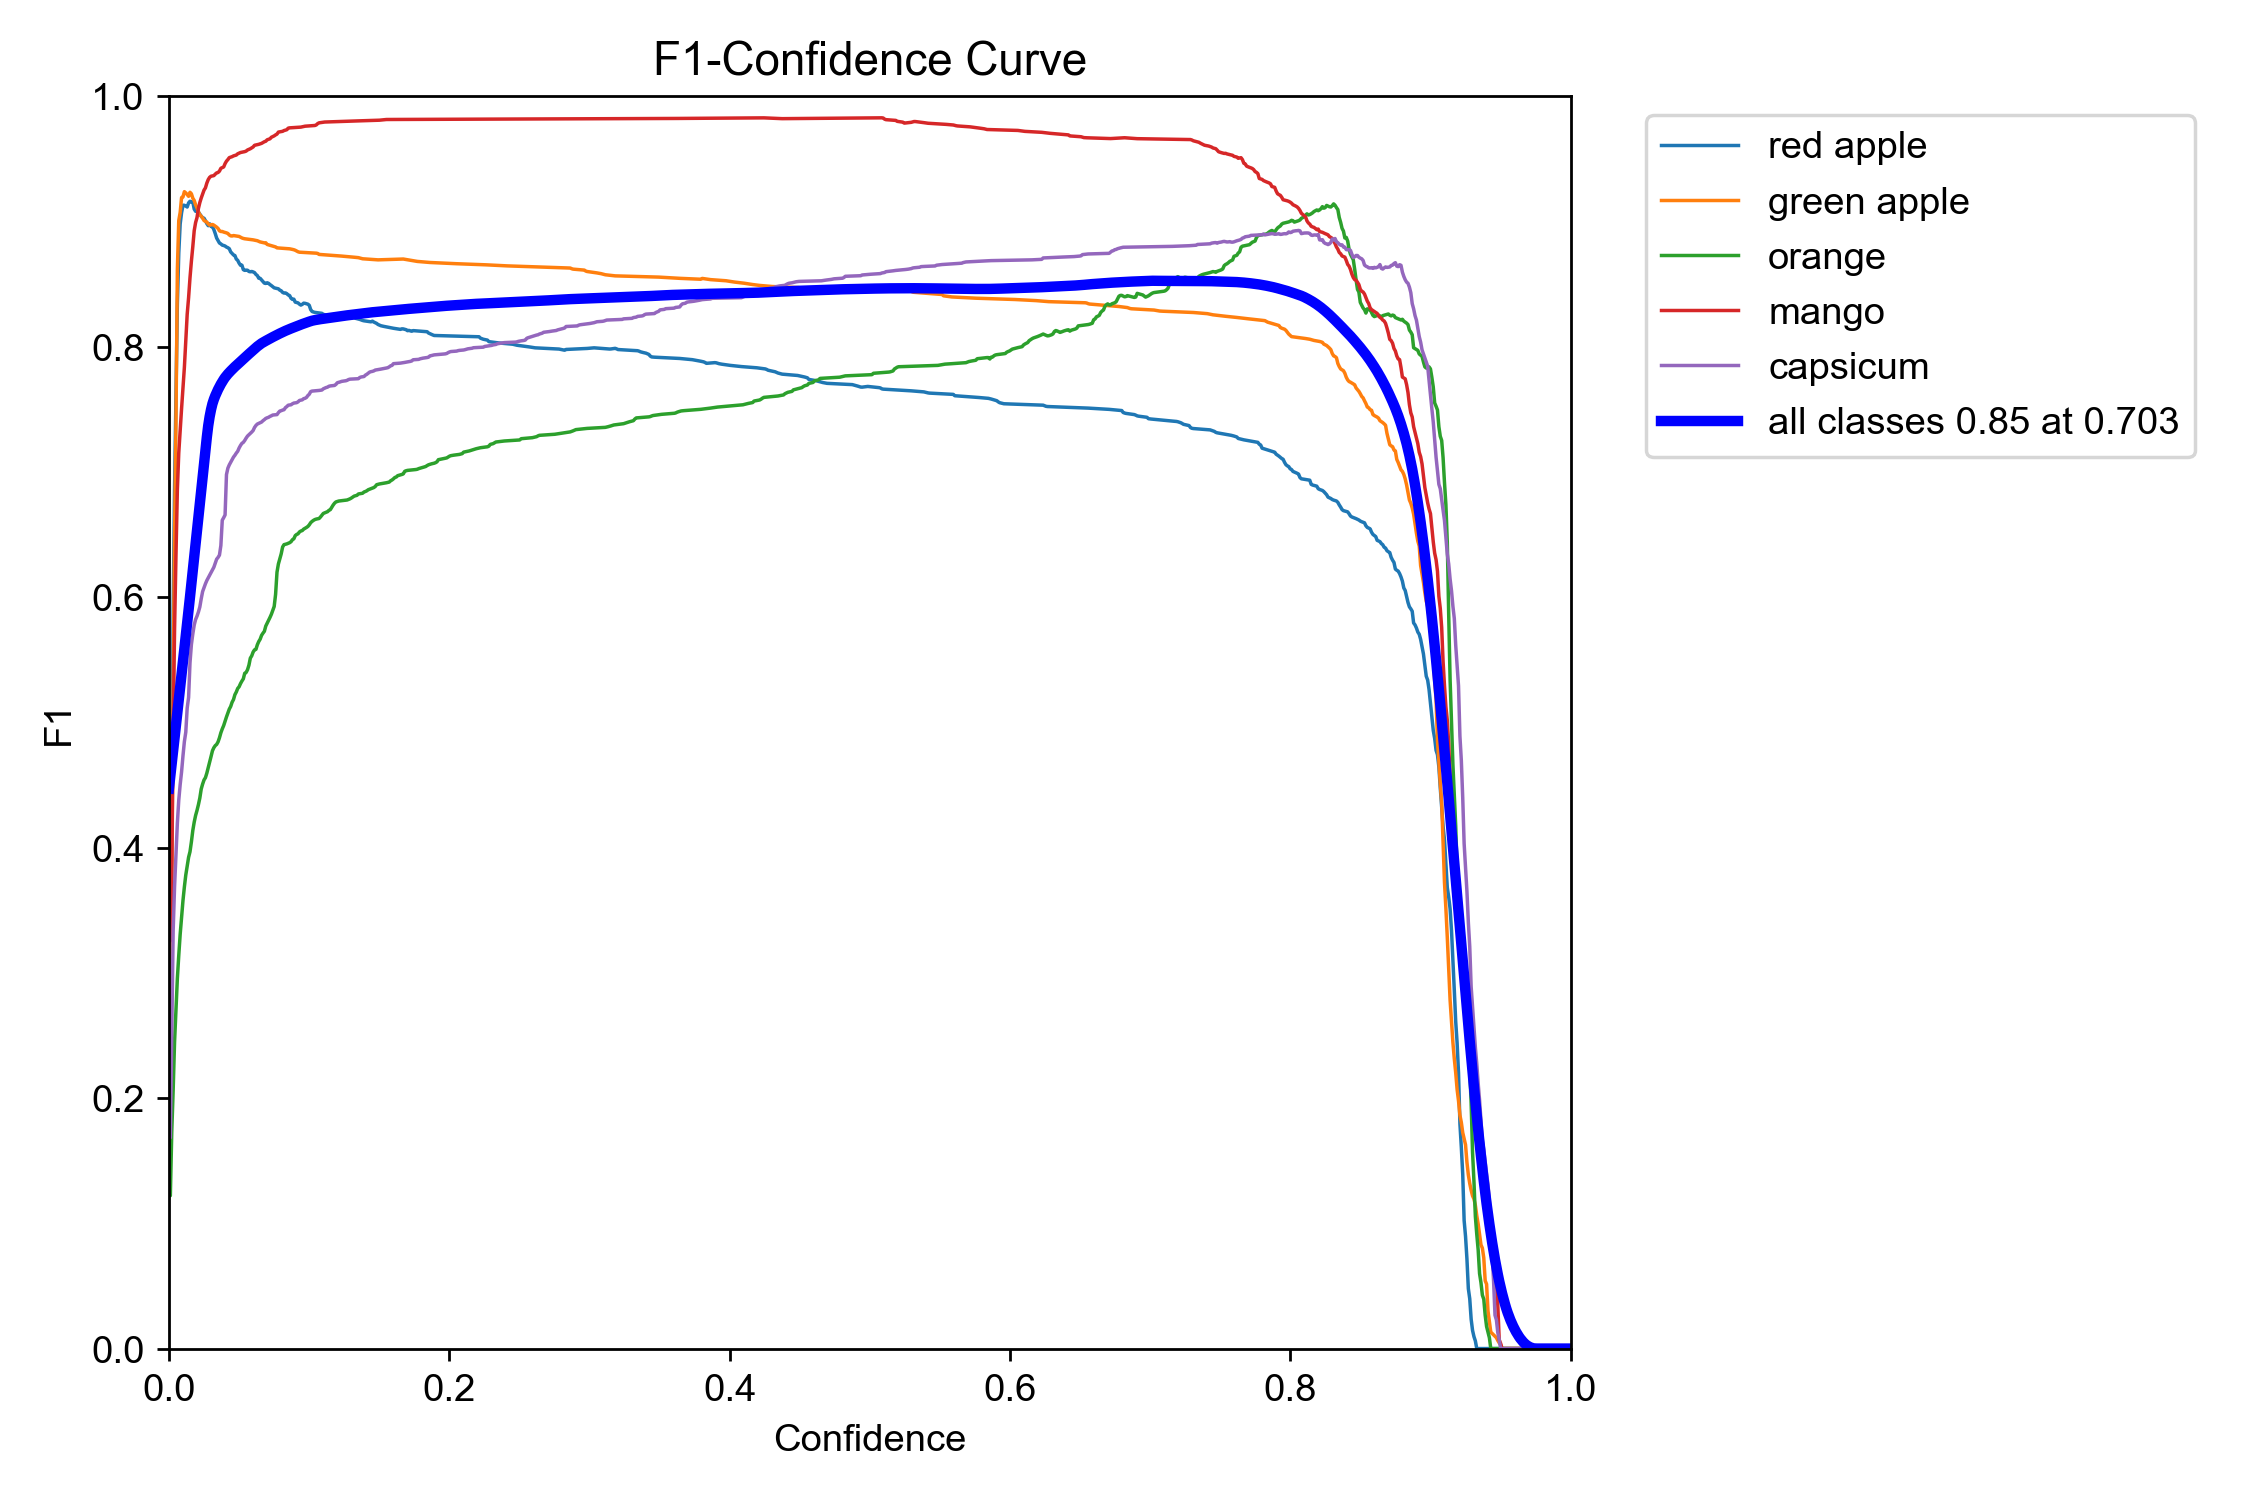 F1-Confidence Curve
1.0
0.8
0.6
0.4
0.2
0.0
F1
0.0 0.2 0.4 0.6 0.8 1.0
Confidence
red apple
green apple
orange
mango
capsicum
all classes 0.85 at 0.703